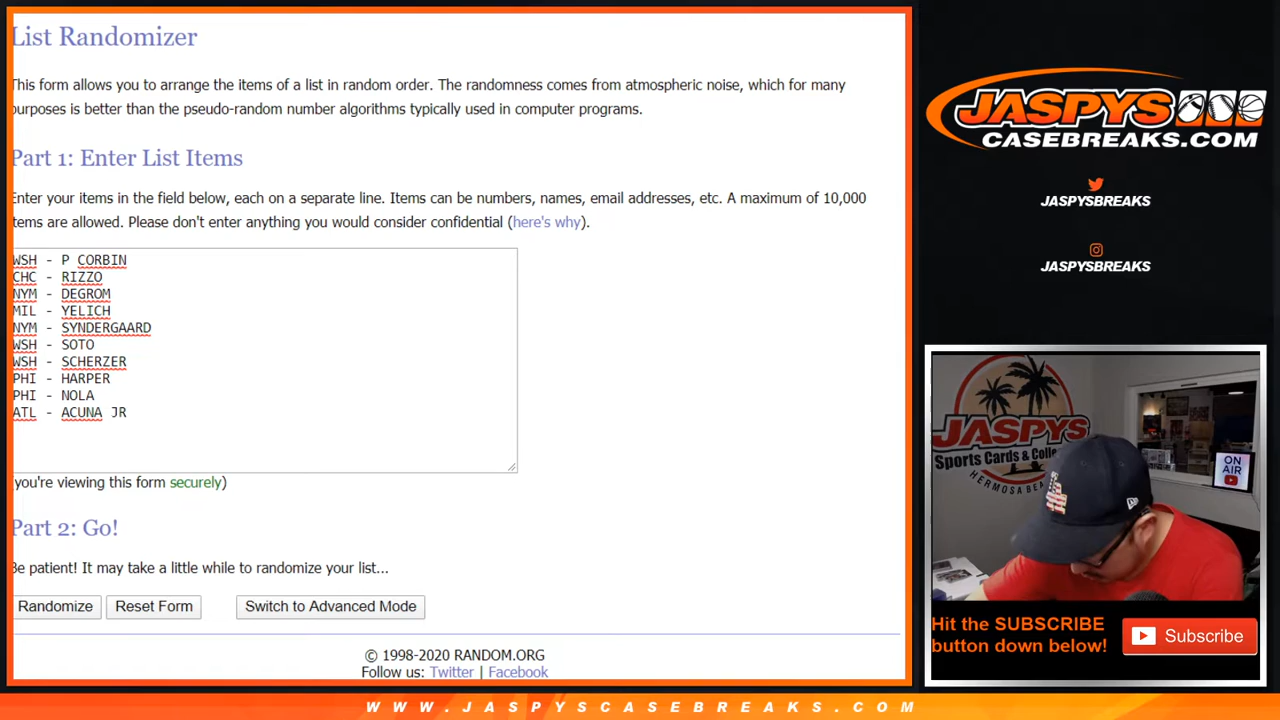 List Randomizer
This form allows you to arrange the items of a list in random order. The randomness comes from atmospheric noise, which for many
purposes is better than the pseudo-random number algorithms typically used in computer programs.
Part 1: Enter List Items
Enter your items in the field below, each on a separate line. Items can be numbers, names, email addresses, etc. A maximum of 10,000
items are allowed. Please don't enter anything you would consider confidential (here's why).
WSH - P CORBIN
CHC - RIZZO
NYM - DEGROM
MIL - YELICH
NYM - SYNDERGAARD
WSH - SOTO
WSH - SCHERZER
PHI - HARPER
PHI - NOLA
ATL - ACUNA JR
(you're viewing this form securely)
Part 2: Go!
Be patient! It may take a little while to randomize your list...
Randomize Reset Form Switch to Advanced Mode
© 1998-2020 RANDOM.ORG
Follow us: Twitter | Facebook
JASPYS
CASEBREAKS.COM
JASPYSBREAKS
JASPYSBREAKS
JASPYS
Sports Cards & Colle
HERMOSA BEA
ON
AIR
Hit the SUBSCRIBE
button down below!
Subscribe
WWW.JASPYSCASEBREAKS.COM